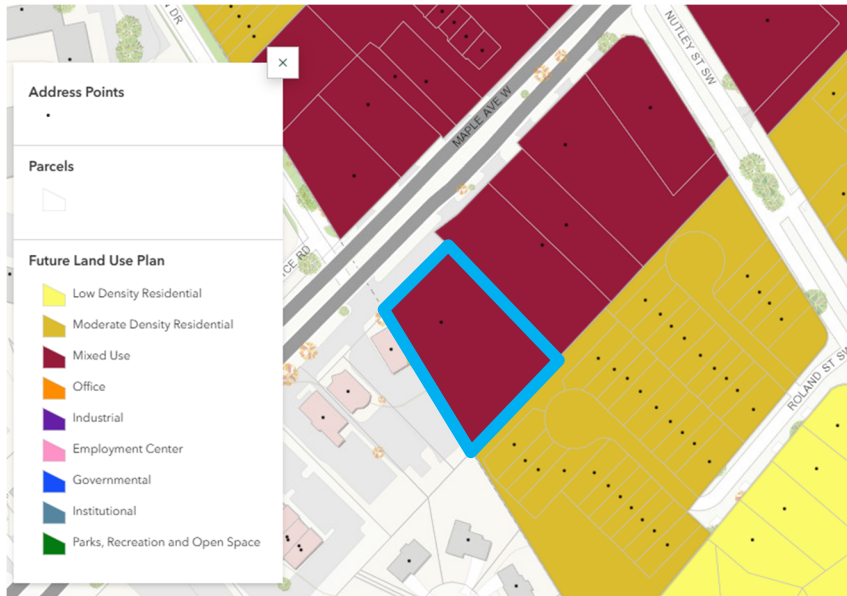 N DR
×
Address Points
Parcels
Future Land Use Plan
Low Density Residential
Moderate Density Residential
Mixed Use
Office
Industrial
Employment Center
Governmental
Institutional
Parks, Recreation and Open Space
MAPLE AVE W
NUTLEY ST SW
CE RD
ROLAND ST SW